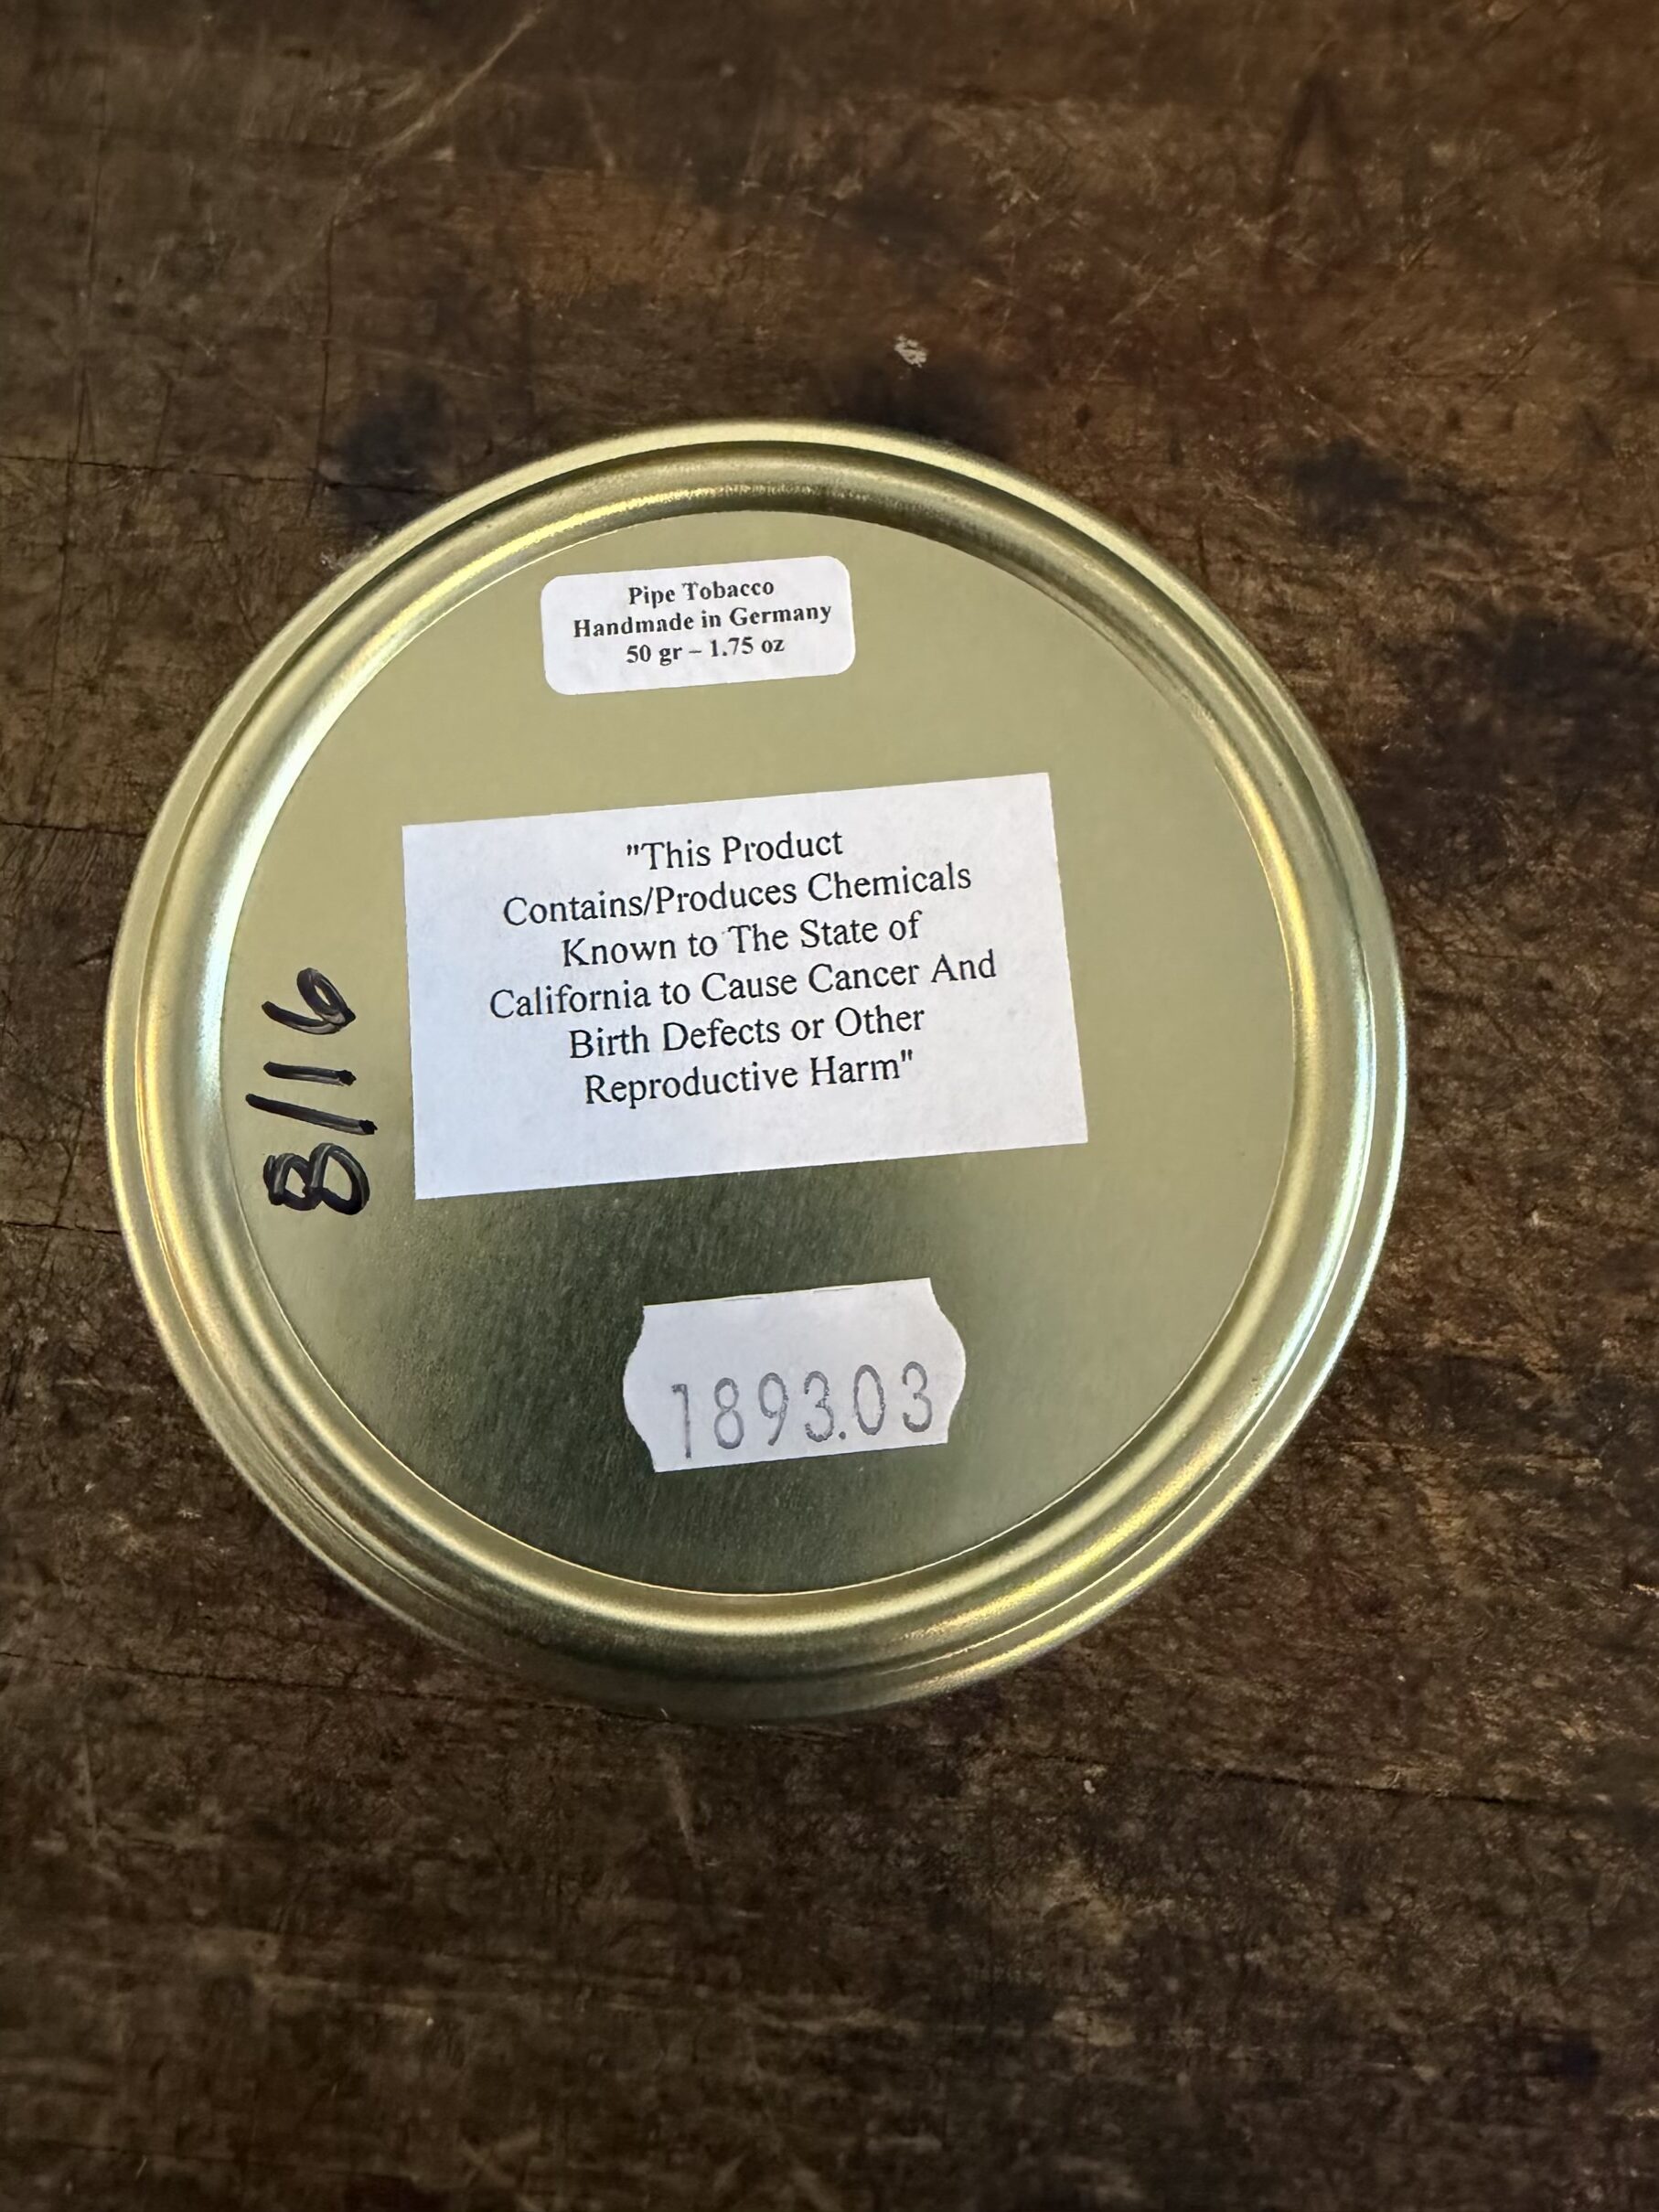 Pipe Tobacco
Handmade in Germany
50 gr – 1.75 oz
"This Product
Contains/Produces Chemicals
Known to The State of
California to Cause Cancer And
Birth Defects or Other
Reproductive Harm"
8/16
1893.03